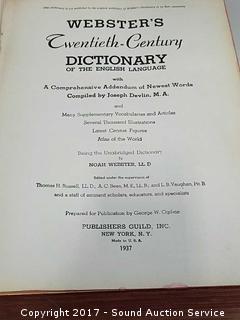 WEBSTER'S
Twentieth-Century
DICTIONARY
OF THE ENGLISH LANGUAGE
with
A Comprehensive Addendum of Newest Words
Compiled by Joseph Devlin, M. A.
and
Many Supplementary Vocabularies and Articles
Several Thousand Illustrations
Latest Census Figures
Atlas of the World
Being the Unabridged Dictionary
by
NOAH WEBSTER, LL. D.
Edited under the supervision of
Thomas H. Russell, LL. D., A. C. Bean, M. E., LL. B.; and L. B. Vaughan, Ph. B.
and a staff of eminent scholars, educators, and specialists
Prepared for Publication by George W. Ogilvie
PUBLISHERS GUILD, INC.
NEW YORK, N. Y.
Made in U. S. A.
1937
Copyright 2017 - Sound Auction Service